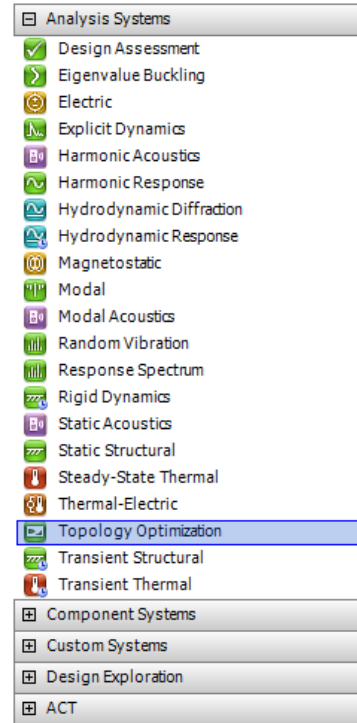 Analysis Systems
Design Assessment
Eigenvalue Buckling
Electric
Explicit Dynamics
Harmonic Acoustics
Harmonic Response
Hydrodynamic Diffraction
Hydrodynamic Response
Magnetostatic
Modal
Modal Acoustics
Random Vibration
Response Spectrum
Rigid Dynamics
Static Acoustics
Static Structural
Steady-State Thermal
Thermal-Electric
Topology Optimization
Transient Structural
Transient Thermal
Component Systems
Custom Systems
Design Exploration
ACT